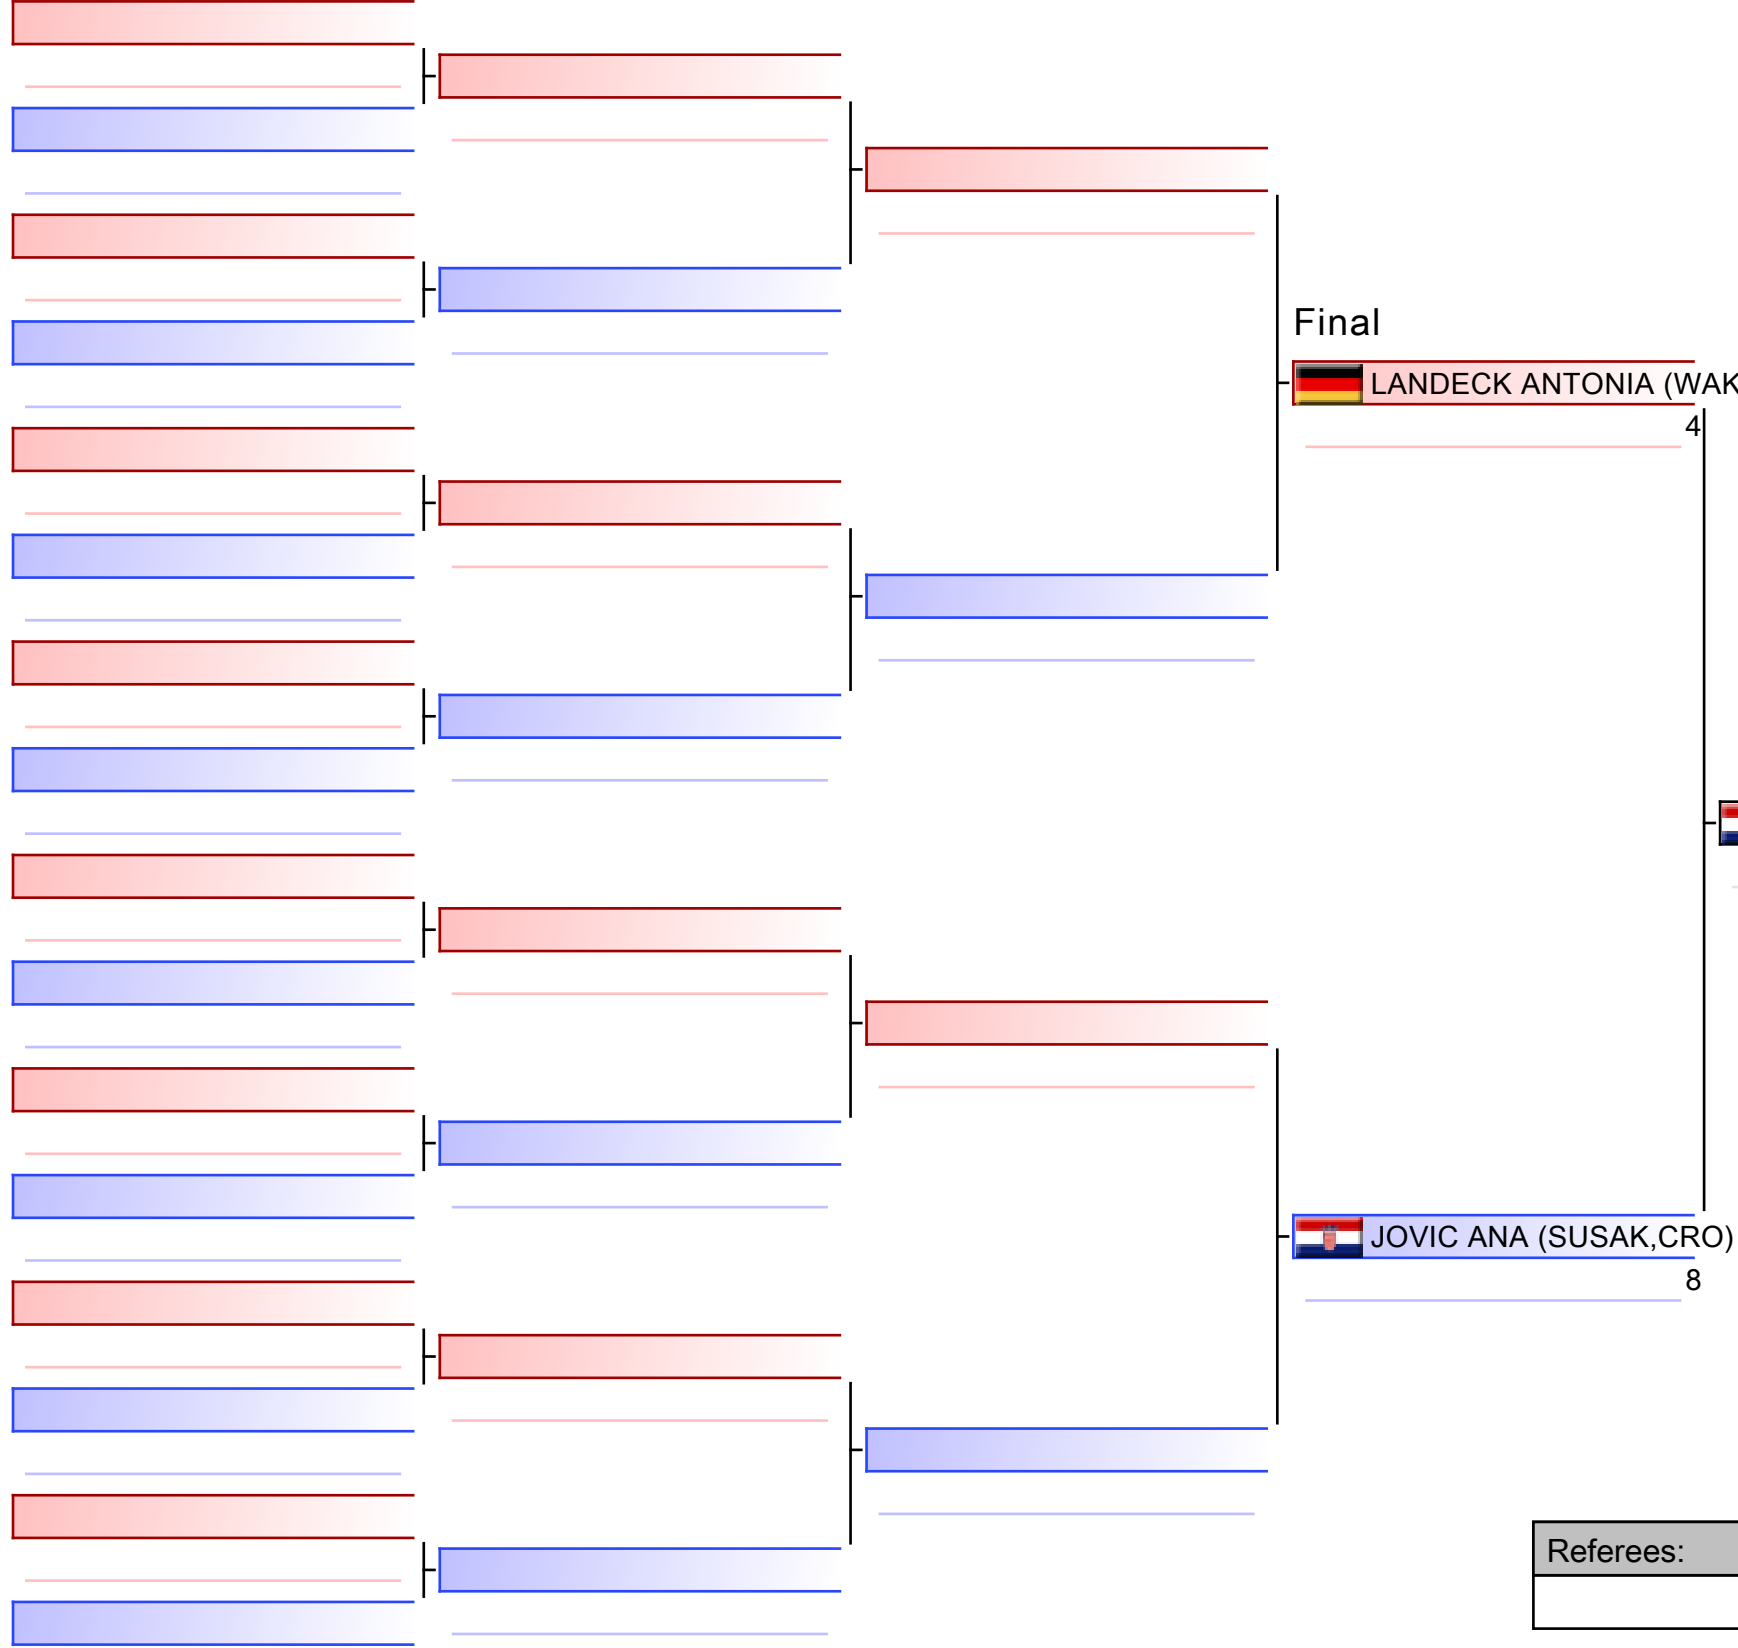 Final
LANDECK ANTONIA (WAK
4
JOVIC ANA (SUSAK,CRO)
8
Referees: